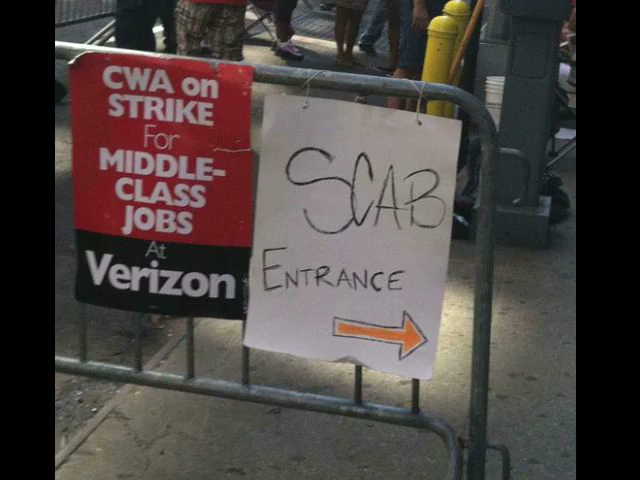 CWA on
STRIKE
For
MIDDLE-
CLASS
JOBS
At
Verizon
SCAB
ENTRANCE